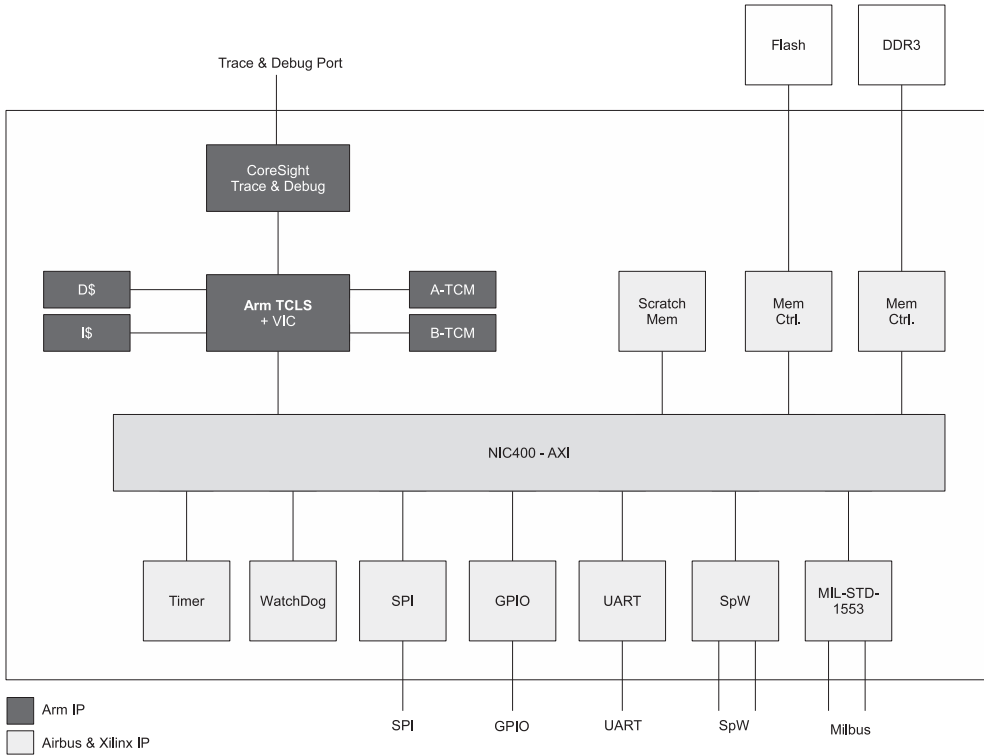 Flash
DDR3
Trace & Debug Port
CoreSight
Trace & Debug
D$
I$
Arm TCLS
+ VIC
A-TCM
B-TCM
Scratch
Mem
Mem
Ctrl.
Mem
Ctrl.
NIC400 - AXI
Timer
WatchDog
SPI
GPIO
UART
SpW
MIL-STD-
1553
SPI
GPIO
UART
SpW
Milbus
Arm IP
Airbus & Xilinx IP